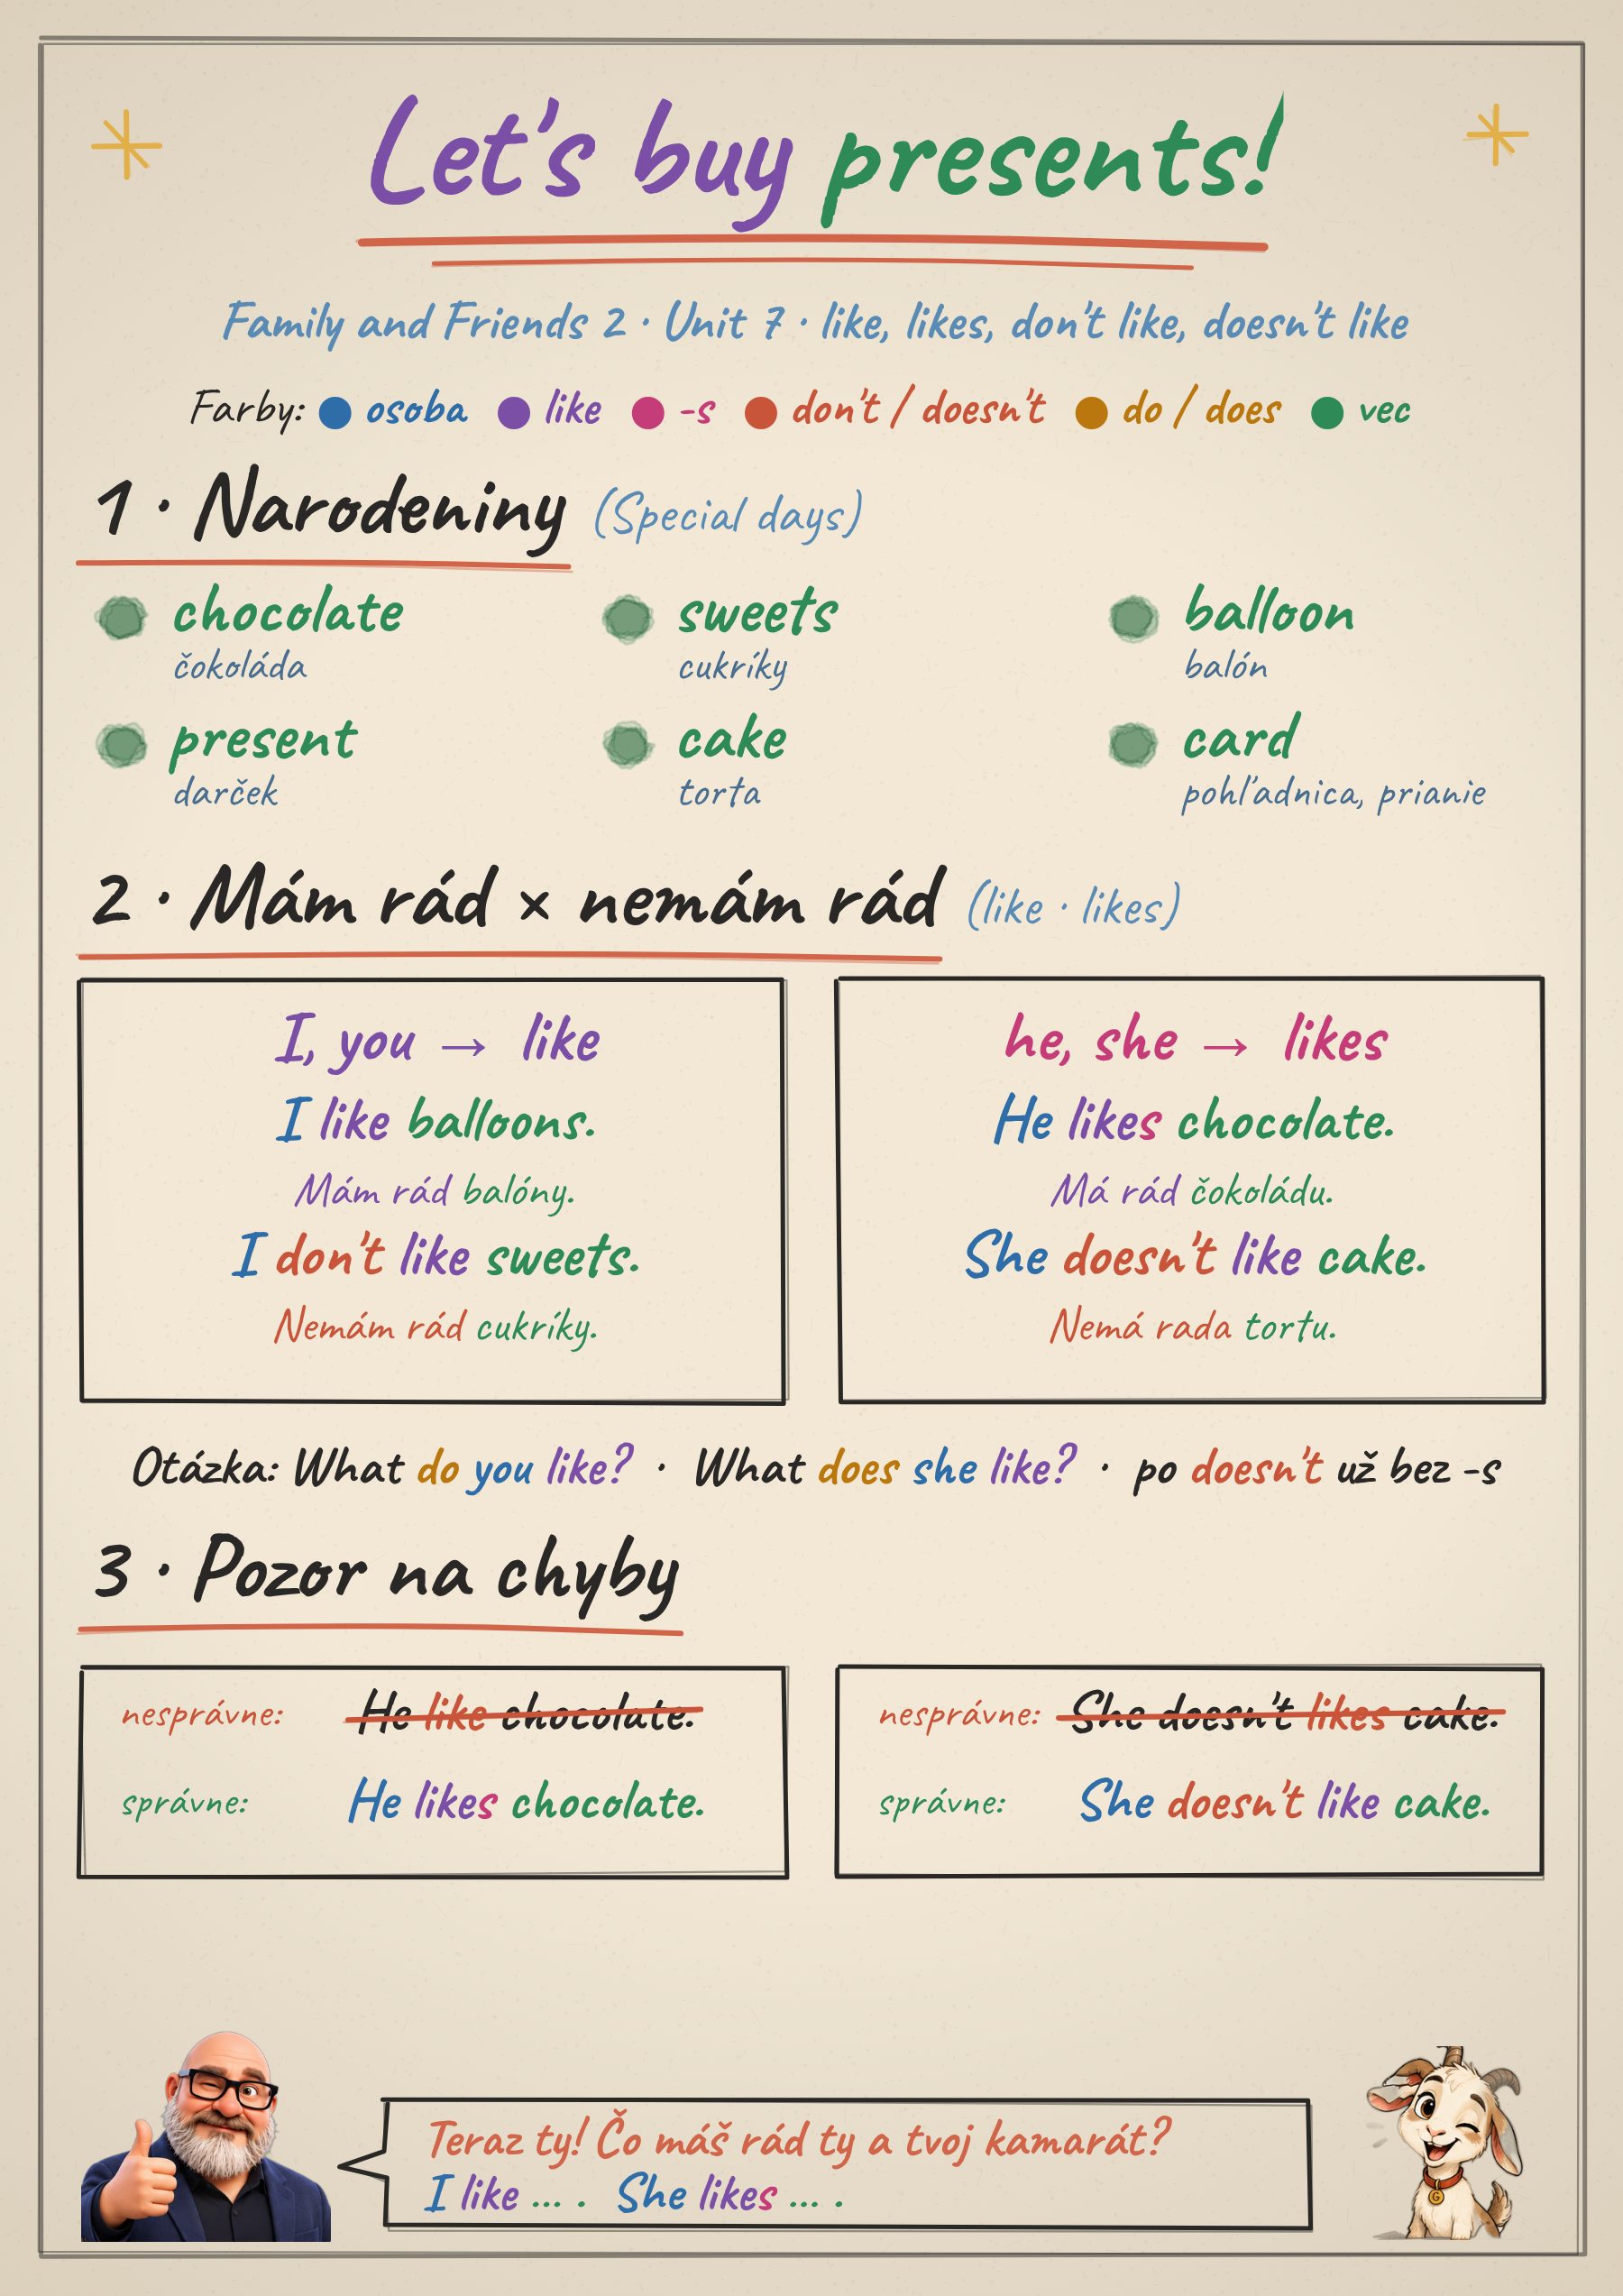 Let's buy presents!
Family and Friends 2 · Unit 7 · like, likes, don't like, doesn't like
Farby: osoba like -s don't / doesn't do / does vec
1 · Narodeniny (Special days)
chocolate sweets balloon
čokoláda cukríky balón
present cake card
darček torta pohľadnica, prianie
2 · Mám rád × nemám rád (like · likes)
I, you → like
I like balloons.
Mám rád balóny.
I don't like sweets.
Nemám rád cukríky.
he, she → likes
He likes chocolate.
Má rád čokoládu.
She doesn't like cake.
Nemá rada tortu.
Otázka: What do you like? · What does she like? · po doesn't už bez -s
3 · Pozor na chyby
nesprávne: He like chocolate.
správne: He likes chocolate.
nesprávne: She doesn't likes cake.
správne: She doesn't like cake.
Teraz ty! Čo máš rád ty a tvoj kamarát?
I like ... . She likes ... .
G